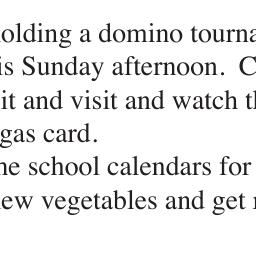 olding a domino tourna
is Sunday afternoon. C
it and visit and watch t
gas card.
he school calendars for
ew vegetables and get